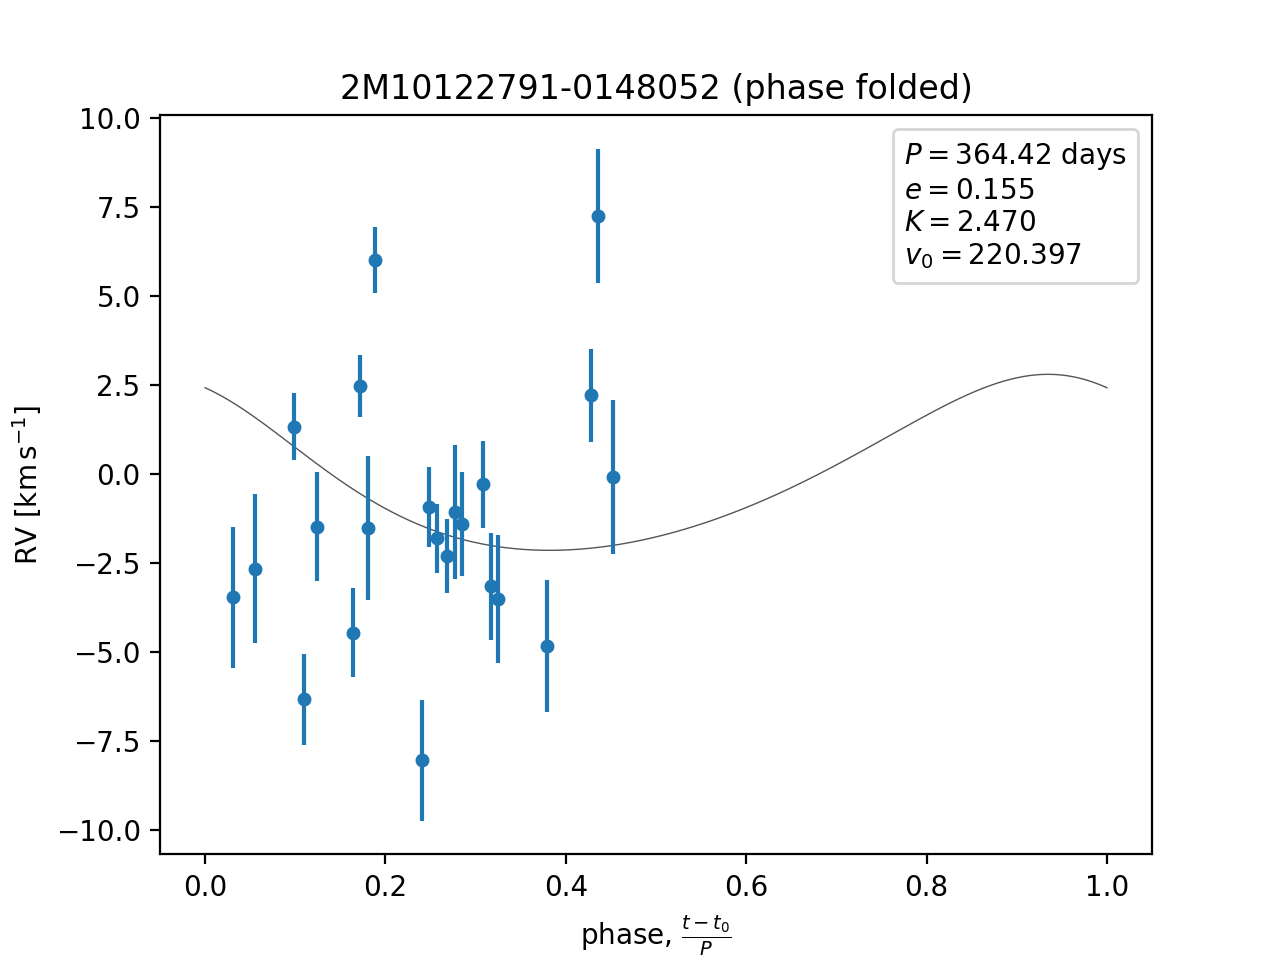 2M10122791-0148052 (phase folded)
P = 364.42 days
e = 0.155
K = 2.470
v₀ = 220.397
10.0
7.5
5.0
2.5
0.0
−2.5
−5.0
−7.5
−10.0
RV [km s⁻¹]
0.0 0.2 0.4 0.6 0.8 1.0
phase, (t − t₀)/P